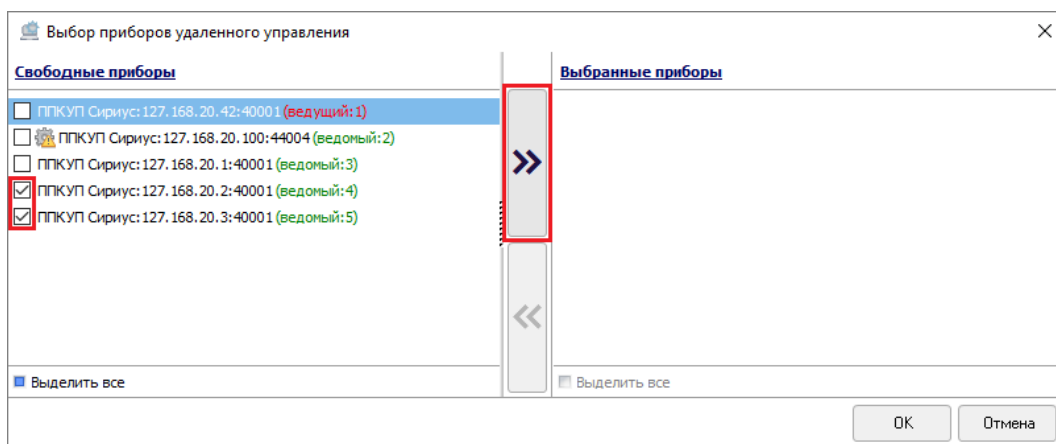 Выбор приборов удаленного управления
Свободные приборы
Выбранные приборы
ППКУП Сириус:127.168.20.42:40001 (ведущий:1)
ППКУП Сириус:127.168.20.100:44004 (ведомый:2)
ППКУП Сириус:127.168.20.1:40001 (ведомый:3)
ППКУП Сириус:127.168.20.2:40001 (ведомый:4)
ППКУП Сириус:127.168.20.3:40001 (ведомый:5)
Выделить все
Выделить все
OK
Отмена